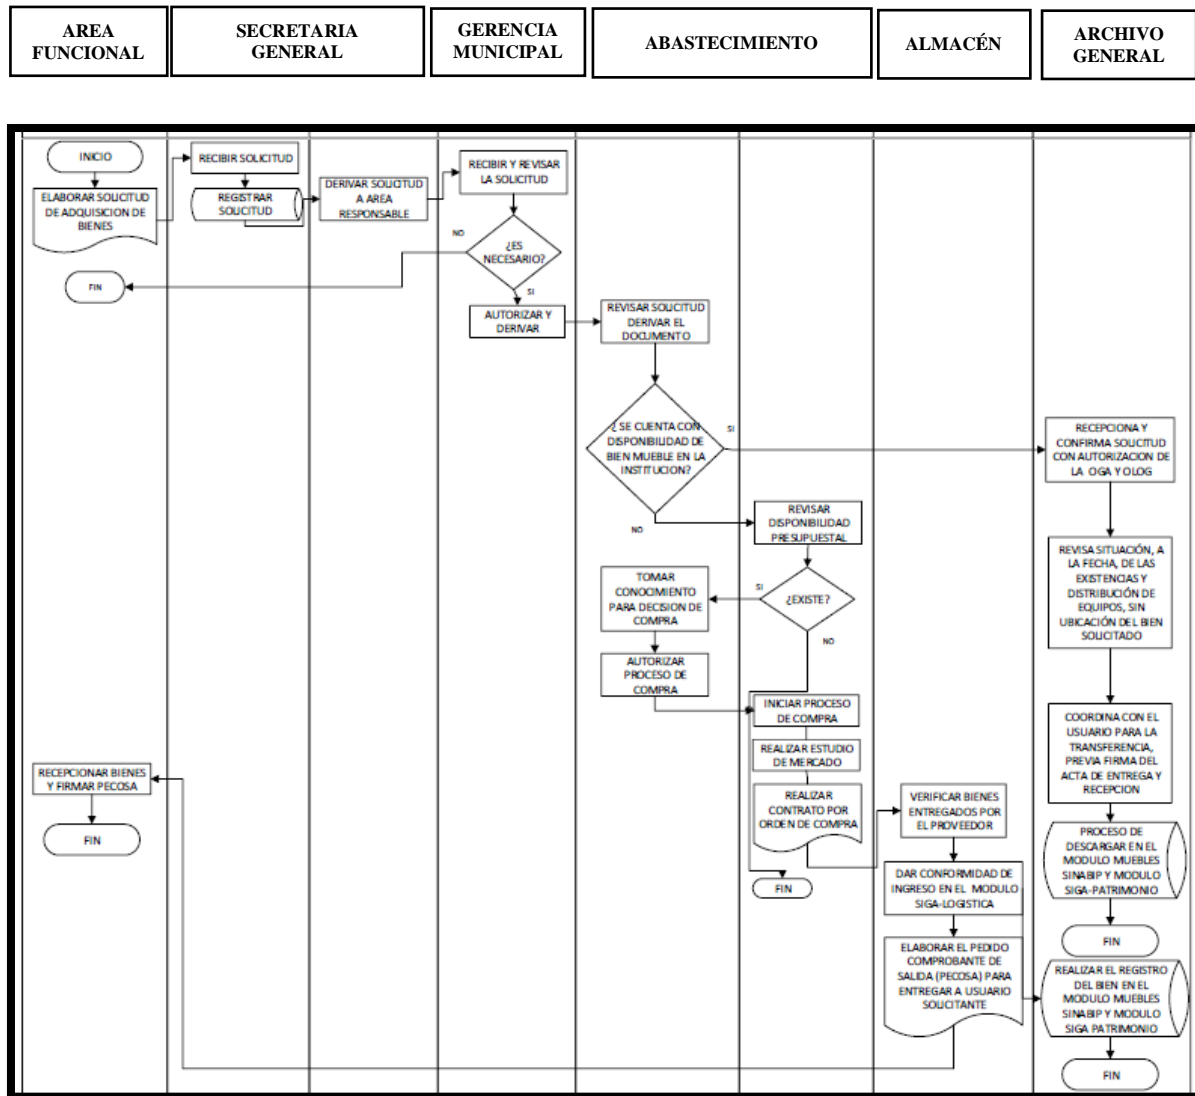 AREA
FUNCIONAL
SECRETARIA
GENERAL
GERENCIA
MUNICIPAL
ABASTECIMIENTO
ALMACÉN
ARCHIVO
GENERAL
INICIO
ELABORAR SOLICITUD
DE ADQUISICION DE
BIENES
FIN
RECIBIR SOLICITUD
REGISTRAR
SOLICITUD
DERIVAR SOLICITUD
A AREA
RESPONSABLE
RECIBIR Y REVISAR
LA SOLICITUD
NO
¿ES
NECESARIO?
SI
AUTORIZAR Y
DERIVAR
REVISAR SOLICITUD
DERIVAR EL
DOCUMENTO
¿ SE CUENTA CON
DISPONIBILIDAD DE
BIEN MUEBLE EN LA
INSTITUCION?
SI
NO
REVISAR
DISPONIBILIDAD
PRESUPUESTAL
¿EXISTE?
SI
NO
TOMAR
CONOCIMIENTO
PARA DECISION DE
COMPRA
AUTORIZAR
PROCESO DE
COMPRA
INICIAR PROCESO
DE COMPRA
REALIZAR ESTUDIO
DE MERCADO
REALIZAR
CONTRATO POR
ORDEN DE COMPRA
FIN
VERIFICAR BIENES
ENTREGADOS POR
EL PROVEEDOR
DAR CONFORMIDAD DE
INGRESO EN EL MODULO
SIGA-LOGISTICA
ELABORAR EL PEDIDO
COMPROBANTE DE
SALIDA (PECOSA) PARA
ENTREGAR A USUARIO
SOLICITANTE
RECEPCIONAR BIENES
Y FIRMAR PECOSA
FIN
RECEPCIONA Y
CONFIRMA SOLICITUD
CON AUTORIZACION DE
LA OGA Y OLOG
REVISA SITUACIÓN, A
LA FECHA, DE LAS
EXISTENCIAS Y
DISTRIBUCIÓN DE
EQUIPOS, SIN
UBICACIÓN DEL BIEN
SOLICITADO
COORDINA CON EL
USUARIO PARA LA
TRANSFERENCIA,
PREVIA FIRMA DEL
ACTA DE ENTREGA Y
RECEPCION
PROCESO DE
DESCARGAR EN EL
MODULO MUEBLES
SINABIP Y MODULO
SIGA-PATRIMONIO
FIN
REALIZAR EL REGISTRO
DEL BIEN EN EL
MODULO MUEBLES
SINABIP Y MODULO
SIGA PATRIMONIO
FIN